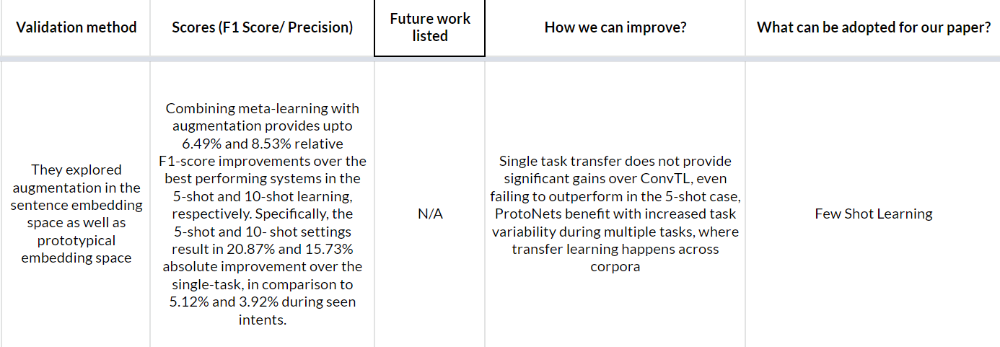 Validation method
Scores (F1 Score/ Precision)
Future work
listed
How we can improve?
What can be adopted for our paper?
They explored
augmentation in the
sentence embedding
space as well as
prototypical
embedding space
Combining meta-learning with
augmentation provides upto
6.49% and 8.53% relative
F1-score improvements over the
best performing systems in the
5-shot and 10-shot learning,
respectively. Specifically, the
5-shot and 10- shot settings
result in 20.87% and 15.73%
absolute improvement over the
single-task, in comparison to
5.12% and 3.92% during seen
intents.
N/A
Single task transfer does not provide
significant gains over ConvTL, even
failing to outperform in the 5-shot case,
ProtoNets benefit with increased task
variability during multiple tasks, where
transfer learning happens across
corpora
Few Shot Learning